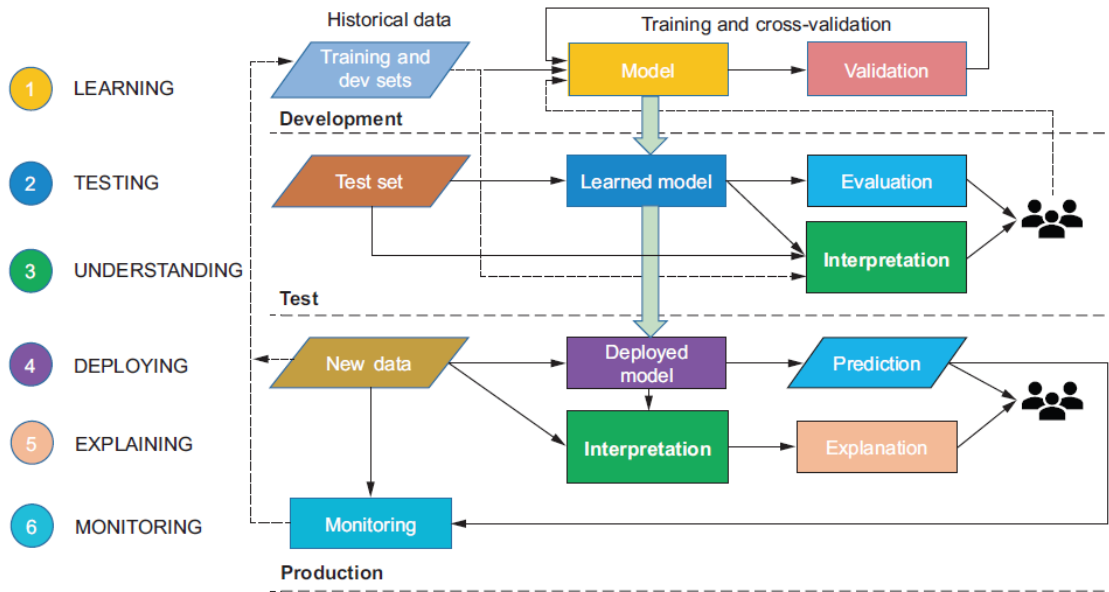 Historical data
Training and cross-validation
Training and
dev sets
Model
Validation
1
LEARNING
Development
2
TESTING
Test set
Learned model
Evaluation
3
UNDERSTANDING
Interpretation
Test
4
DEPLOYING
New data
Deployed
model
Prediction
5
EXPLAINING
Interpretation
Explanation
6
MONITORING
Monitoring
Production